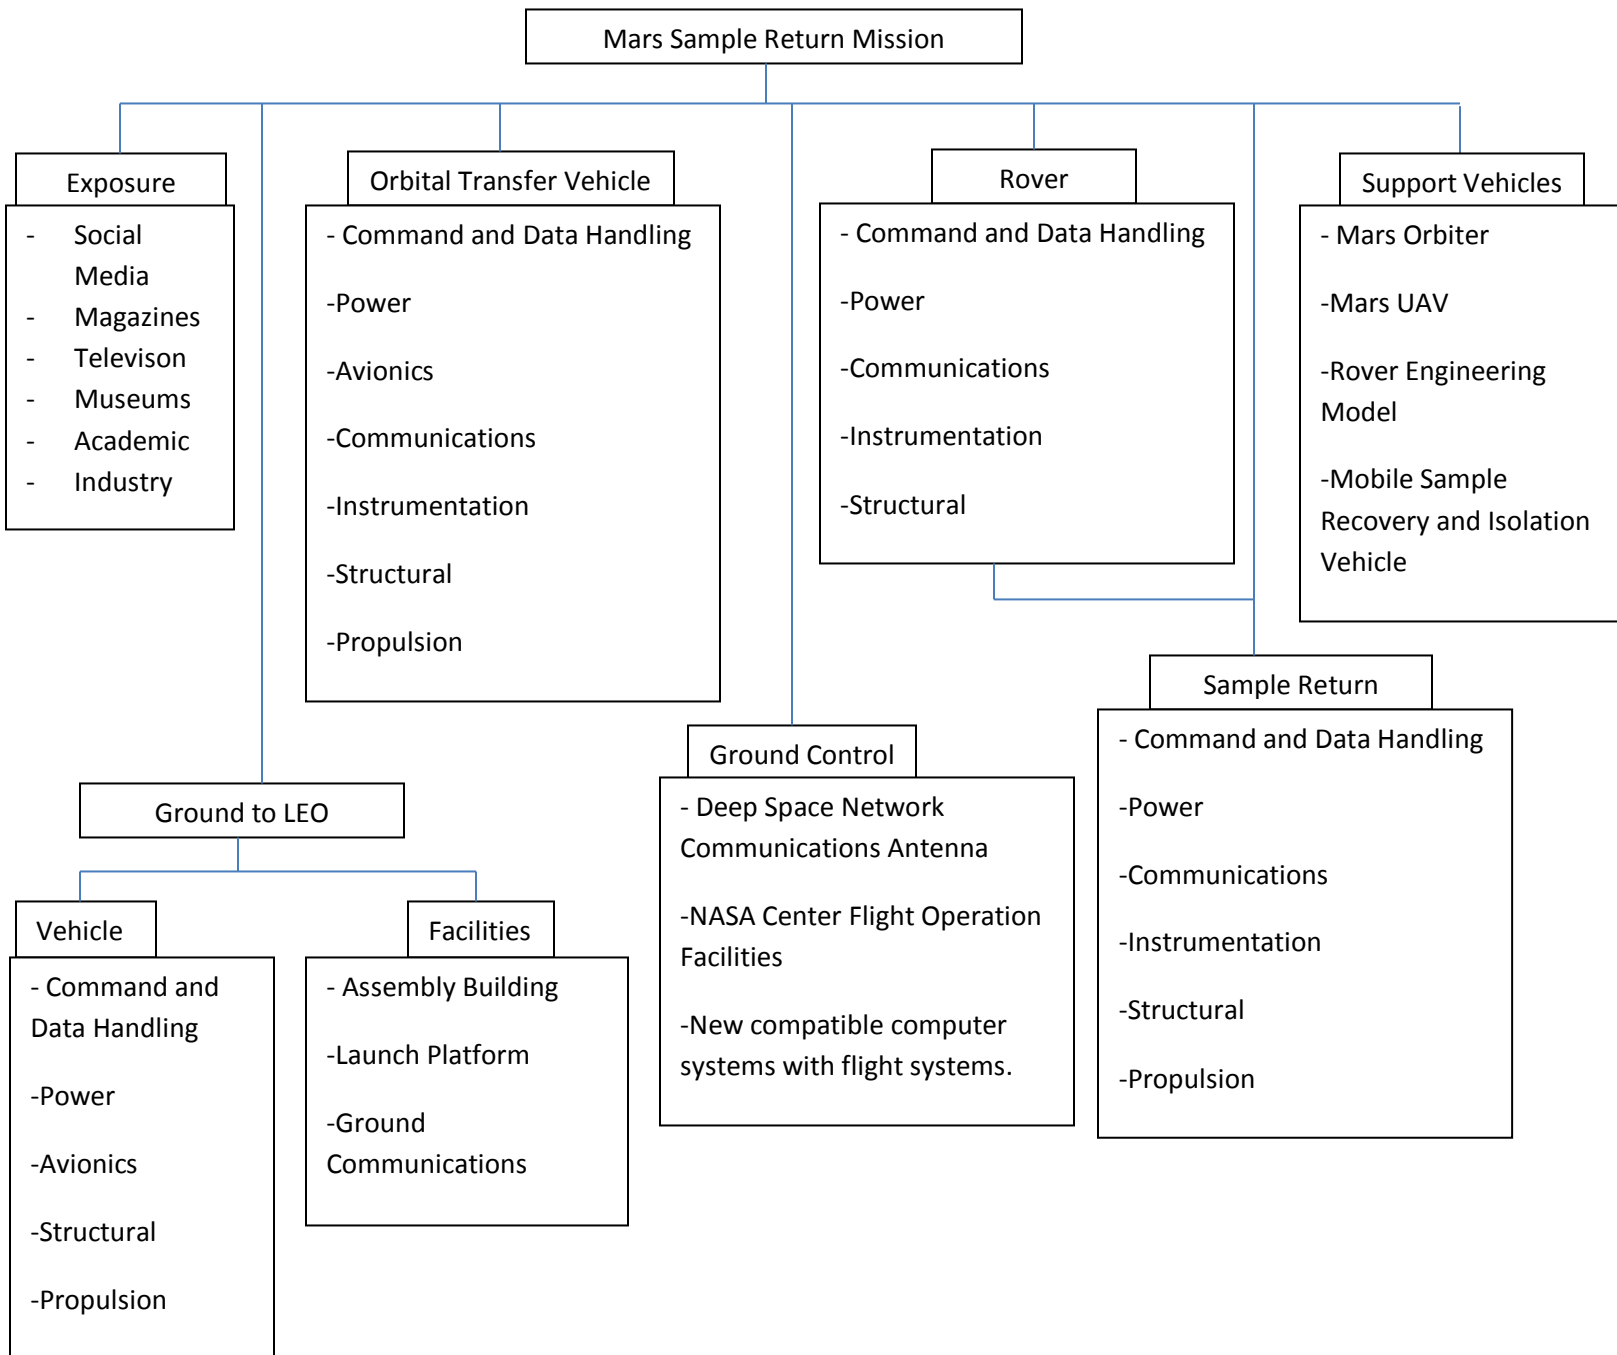 Mars Sample Return Mission
Exposure
- Social
Media
- Magazines
- Televison
- Museums
- Academic
- Industry
Orbital Transfer Vehicle
- Command and Data Handling
-Power
-Avionics
-Communications
-Instrumentation
-Structural
-Propulsion
Rover
- Command and Data Handling
-Power
-Communications
-Instrumentation
-Structural
Support Vehicles
- Mars Orbiter
-Mars UAV
-Rover Engineering
Model
-Mobile Sample
Recovery and Isolation
Vehicle
Ground to LEO
Vehicle
- Command and
Data Handling
-Power
-Avionics
-Structural
-Propulsion
Facilities
- Assembly Building
-Launch Platform
-Ground
Communications
Ground Control
- Deep Space Network
Communications Antenna
-NASA Center Flight Operation
Facilities
-New compatible computer
systems with flight systems.
Sample Return
- Command and Data Handling
-Power
-Communications
-Instrumentation
-Structural
-Propulsion